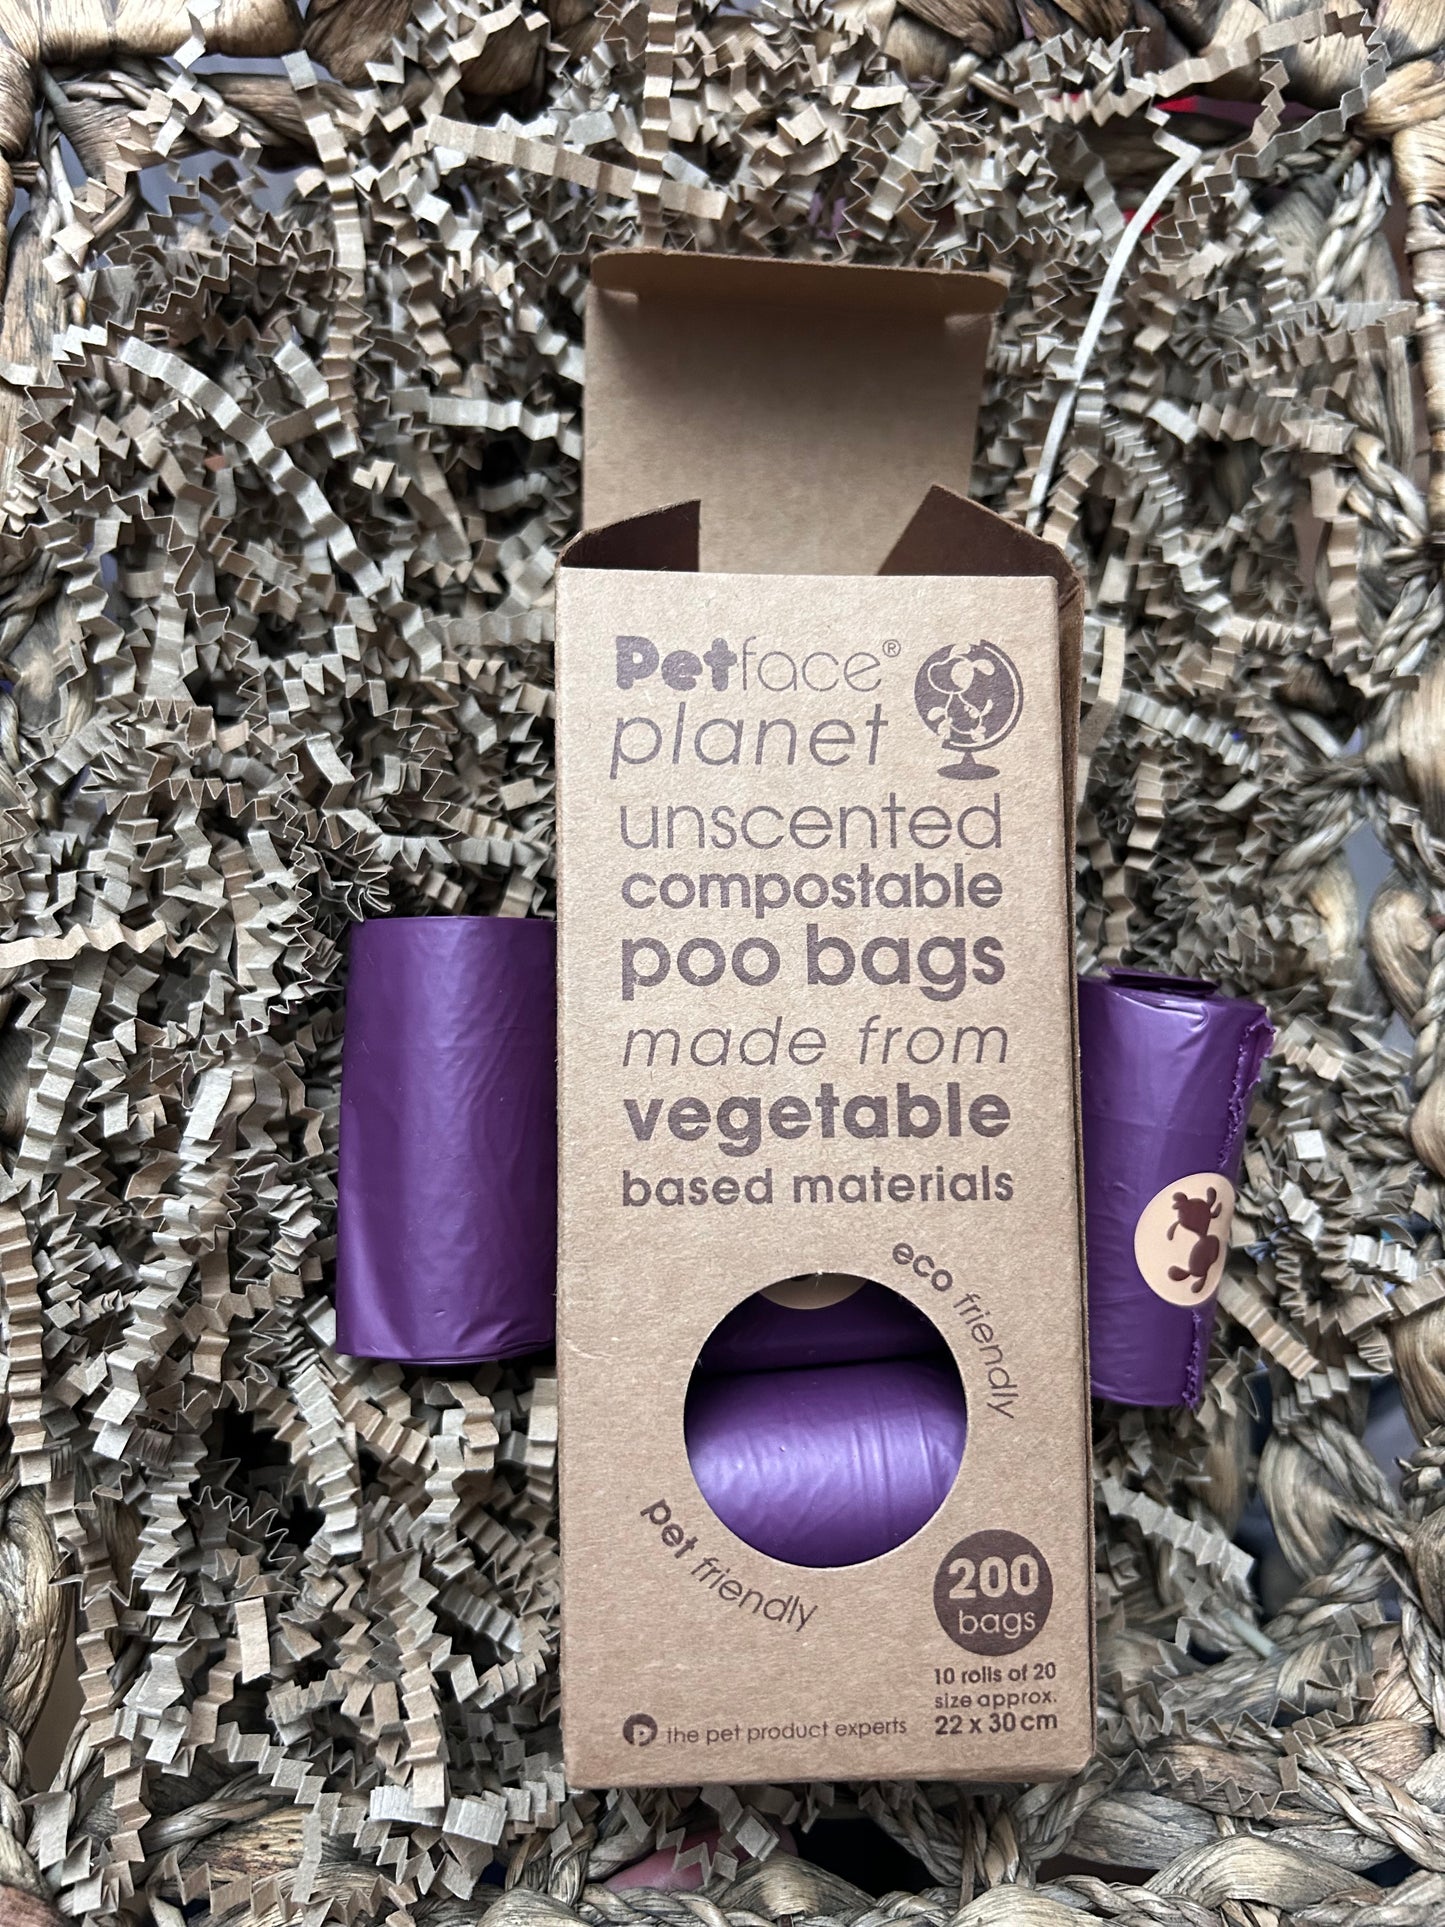 Petface®
planet
unscented
compostable
poo bags
made from
vegetable
based materials
eco friendly
pet friendly
200
bags
10 rolls of 20
size approx.
22 x 30 cm
the pet product experts